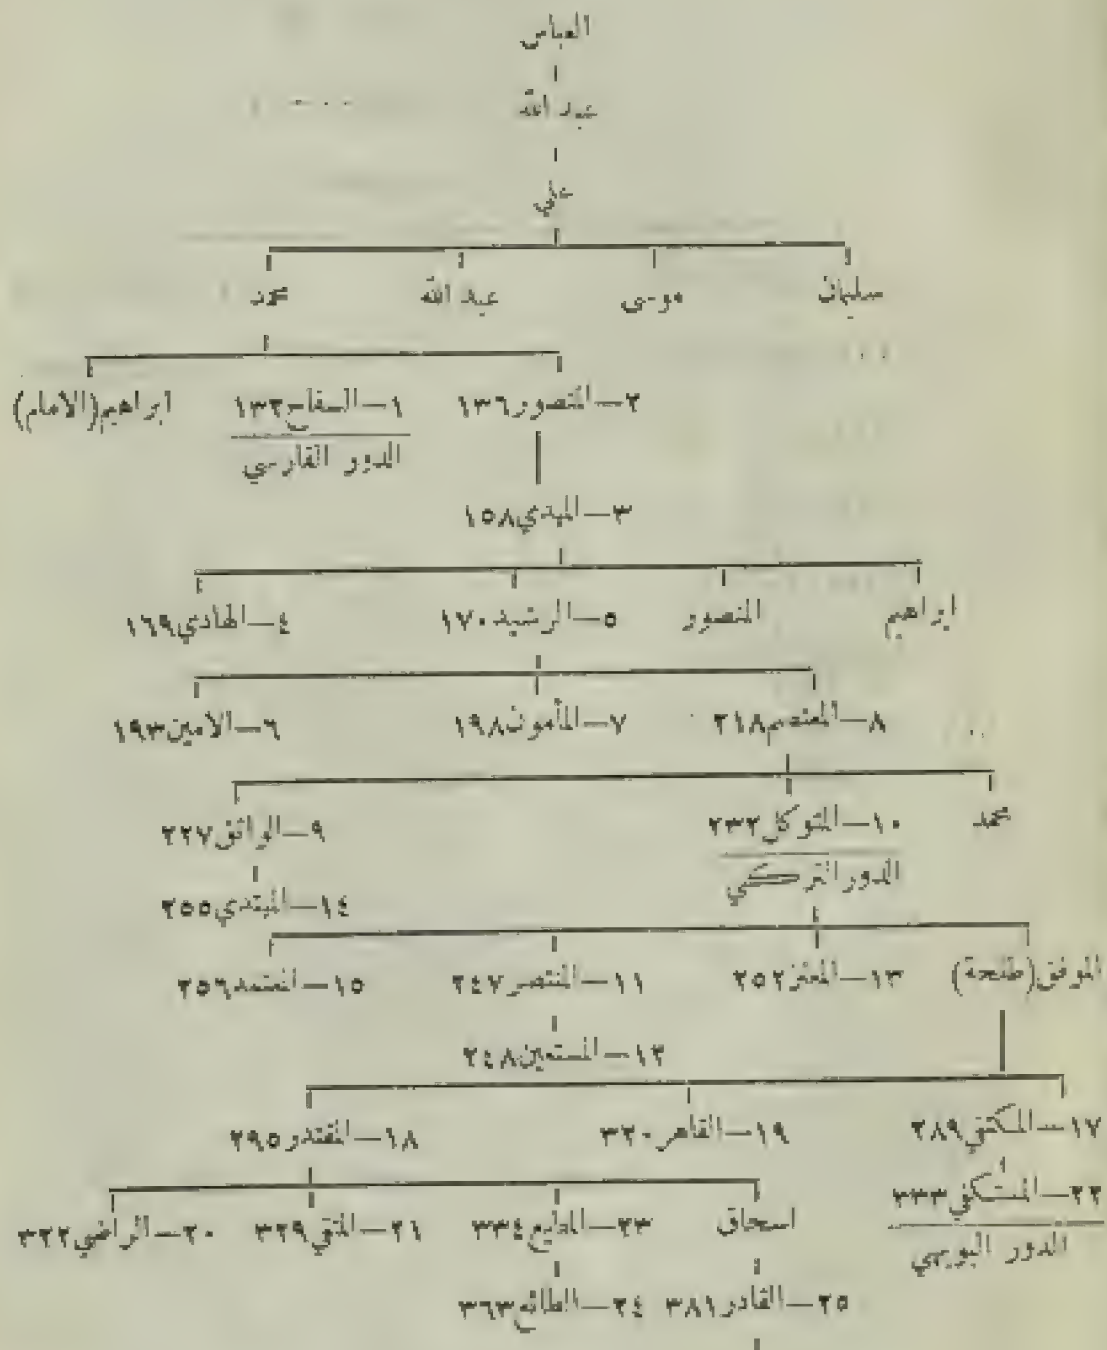 العباس
عبد الله
علي
سليمان موسى عبد الله محمد
٢—المنصور١٣٦ ١—السفاح١٣٢ ابراهيم(الامام)
الدور الفارسي
٣—المهدي١٥٨
ابراهيم المنصور ٥—الرشيد١٧٠ ٤—الهادي١٦٩
٨—المعتصم٢١٨ ٧—المأمون١٩٨ ٦—الامين١٩٣
محمد ١٠—المتوكل٢٣٢ ٩—الواثق٢٢٧
الدور التركي
١٤—المهتدي٢٥٥
الموفق(طلحة) ١٣—المعتز٢٥٢ ١١—المنتصر٢٤٧ ١٥—المعتمد٢٥٦
١٢—المستعين٢٤٨
١٧—المكتفي٢٨٩ ١٩—القاهر٣٢٠ ١٨—المقتدر٢٩٥
٢٢—المستكفي٣٣٣
الدور البويهي
اسحاق ٢٣—المطيع٣٣٤ ٢١—المتقي٣٢٩ ٢٠—الراضي٣٢٢
٢٥—القادر٣٨١ ٢٤—الطائع٣٦٣